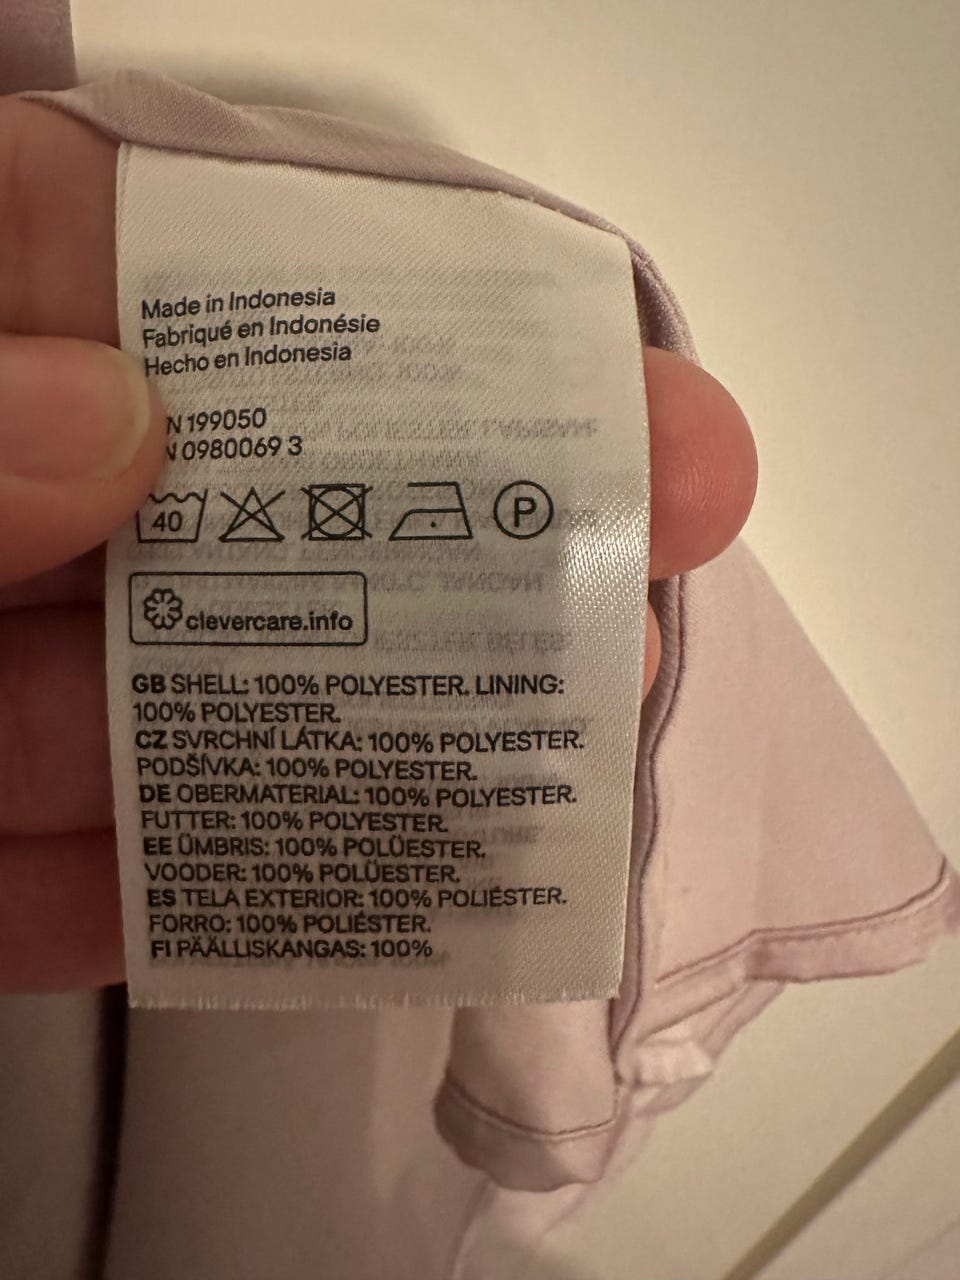 Made in Indonesia
Fabriqué en Indonésie
Hecho en Indonesia
N 199050
N 0980069 3
40
P
clevercare.info
GB SHELL: 100% POLYESTER. LINING:
100% POLYESTER.
CZ SVRCHNÍ LÁTKA: 100% POLYESTER.
PODŠÍVKA: 100% POLYESTER.
DE OBERMATERIAL: 100% POLYESTER.
FUTTER: 100% POLYESTER.
EE ÜMBRIS: 100% POLÜESTER.
VOODER: 100% POLÜESTER.
ES TELA EXTERIOR: 100% POLIÉSTER.
FORRO: 100% POLIÉSTER.
FI PÄÄLLISKANGAS: 100%